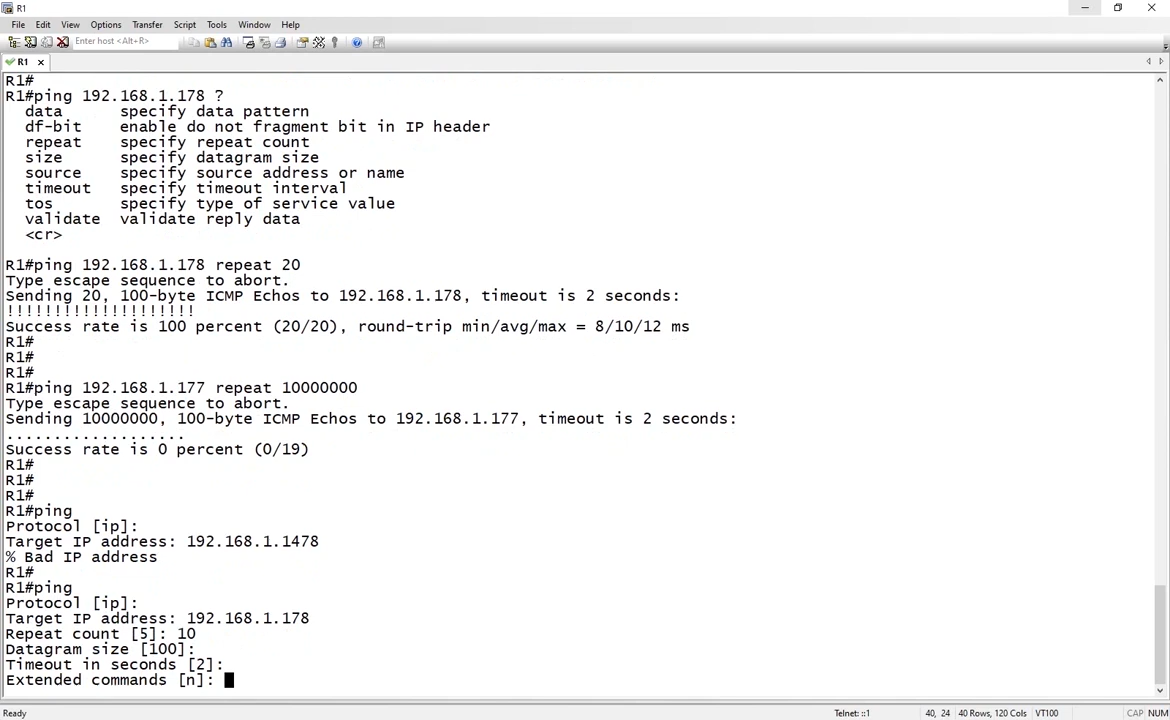 R1
File Edit View Options Transfer Script Tools Window Help
Enter host <Alt+R>
R1
R1#
R1#ping 192.168.1.178 ?
data specify data pattern
df-bit enable do not fragment bit in IP header
repeat specify repeat count
size specify datagram size
source specify source address or name
timeout specify timeout interval
tos specify type of service value
validate validate reply data
<cr>
R1#ping 192.168.1.178 repeat 20
Type escape sequence to abort.
Sending 20, 100-byte ICMP Echos to 192.168.1.178, timeout is 2 seconds:
!!!!!!!!!!!!!!!!!!!!
Success rate is 100 percent (20/20), round-trip min/avg/max = 8/10/12 ms
R1#
R1#
R1#
R1#ping 192.168.1.177 repeat 10000000
Type escape sequence to abort.
Sending 10000000, 100-byte ICMP Echos to 192.168.1.177, timeout is 2 seconds:
...................
Success rate is 0 percent (0/19)
R1#
R1#
R1#
R1#ping
Protocol [ip]:
Target IP address: 192.168.1.1478
% Bad IP address
R1#
R1#ping
Protocol [ip]:
Target IP address: 192.168.1.178
Repeat count [5]: 10
Datagram size [100]:
Timeout in seconds [2]:
Extended commands [n]:
Ready Telnet: ::1 40, 24 40 Rows, 120 Cols VT100 CAP NUM